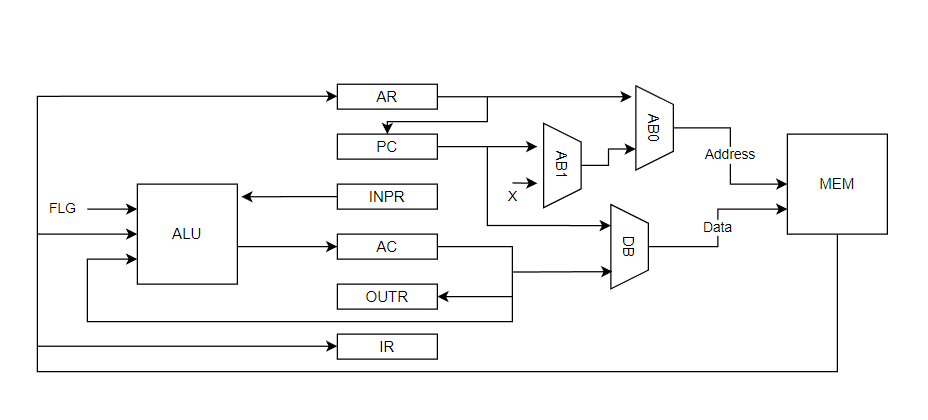 AR
PC
AB1
AB0
Address
MEM
X
INPR
FLG
ALU
AC
DB
Data
OUTR
IR